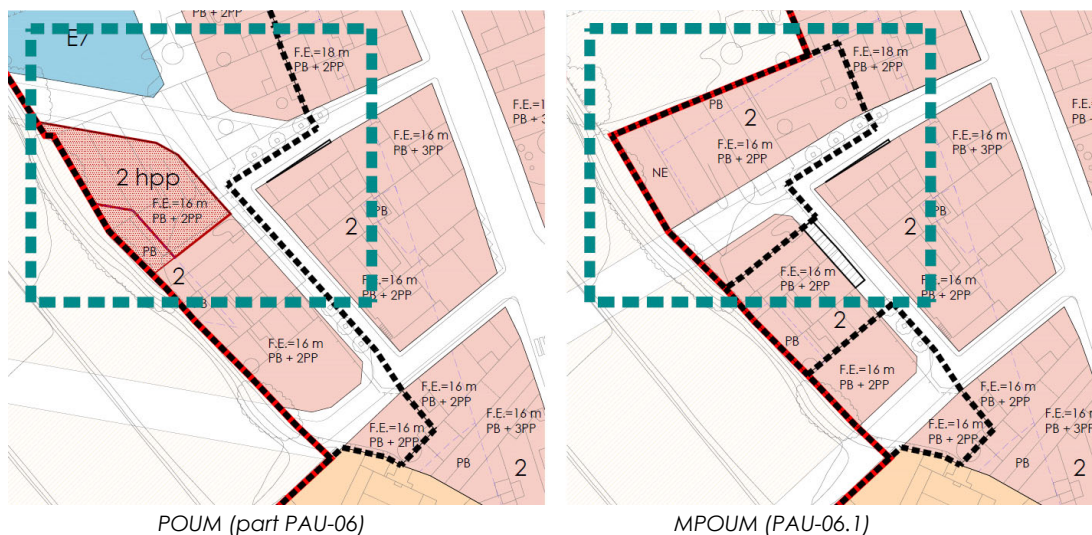 E7
F.E.=18 m
PB + 2PP
F.E.=16 m
PB + 3PP
2 hpp
F.E.=16 m
PB + 2PP
PB
2
PB
2
F.E.=16 m
PB + 2PP
F.E.=16 m
PB + 2PP
F.E.=16 m
PB + 2PP
F.E.=16 m
PB + 3PP
F.E.=16 m
PB + 2PP
PB
2
POUM (part PAU-06)
F.E.=18 m
PB + 2PP
PB
2
F.E.=16 m
PB + 2PP
F.E.=16 m
PB + 3PP
NE
2
PB
F.E.=16 m
PB + 2PP
F.E.=16 m
PB + 2PP
2
PB
F.E.=16 m
PB + 2PP
F.E.=16 m
PB + 2PP
F.E.=16 m
PB + 2PP
F.E.=16 m
PB + 3PP
PB
2
MPOUM (PAU-06.1)